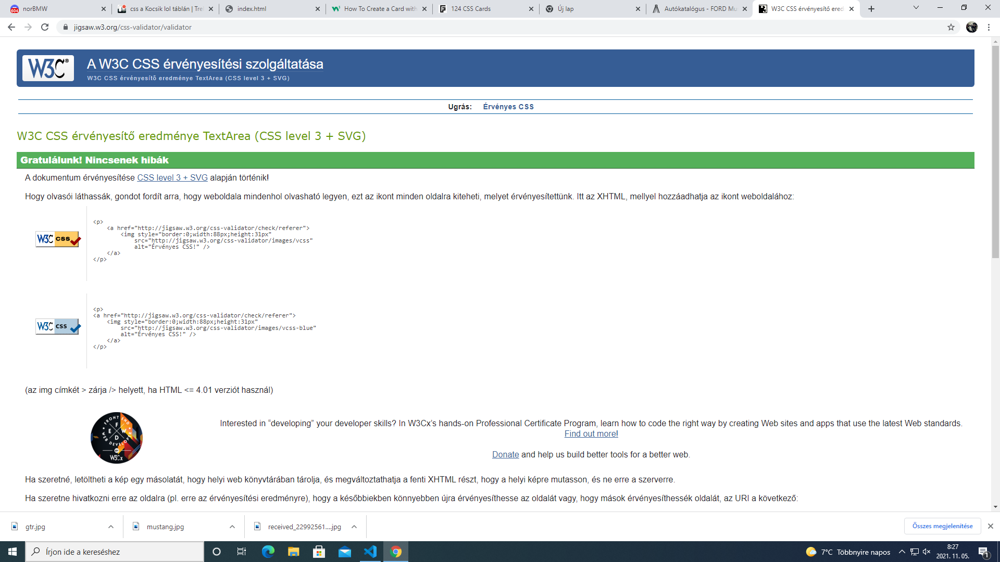 norBMW
css a Kocsik lol táblán | Trel
index.html
How To Create a Card with
124 CSS Cards
Új lap
Autókatalógus - FORD Mu
W3C CSS érvényesítő ered
jigsaw.w3.org/css-validator/validator
W3C®
A W3C CSS érvényesítési szolgáltatása
W3C CSS érvényesítő eredménye TextArea (CSS level 3 + SVG)
Ugrás: Érvényes CSS
W3C CSS érvényesítő eredménye TextArea (CSS level 3 + SVG)
Gratulálunk! Nincsenek hibák
A dokumentum érvényesítése CSS level 3 + SVG alapján történik!
Hogy olvasói láthassák, gondot fordít arra, hogy weboldala mindenhol olvasható legyen, ezt az ikont minden oldalra kiteheti, melyet érvényesítettünk. Itt az XHTML, mellyel hozzáadhatja az ikont weboldalához:
W3C css
<p>
<a href="http://jigsaw.w3.org/css-validator/check/referer">
<img style="border:0;width:88px;height:31px"
src="http://jigsaw.w3.org/css-validator/images/vcss"
alt="Érvényes CSS!" />
</a>
</p>
W3C css
<p>
<a href="http://jigsaw.w3.org/css-validator/check/referer">
<img style="border:0;width:88px;height:31px"
src="http://jigsaw.w3.org/css-validator/images/vcss-blue"
alt="Érvényes CSS!" />
</a>
</p>
(az img címkét > zárja /> helyett, ha HTML <= 4.01 verziót használ)
FRONT END
F
E W
D
WEB DEVELOPER
W3Cx
Interested in “developing” your developer skills? In W3Cx’s hands-on Professional Certificate Program, learn how to code the right way by creating Web sites and apps that use the latest Web standards.
Find out more!
Donate and help us build better tools for a better web.
Ha szeretné, letöltheti a kép egy másolatát, hogy helyi web könyvtárában tárolja, és megváltoztathatja a fenti XHTML részt, hogy a helyi képre mutasson, és ne erre a szerverre.
Ha szeretne hivatkozni erre az oldalra (pl. erre az érvényesítési eredményre), hogy a későbbiekben könnyebben újra érvényesíthesse az oldalát vagy, hogy mások érvényesíthessék oldalát, az URI a következő:
gtr.jpg
mustang.jpg
received_22992561....jpg
Összes megjelenítése
Írjon ide a kereséshez
7°C Többnyire napos
8:27
2021. 11. 05.
1